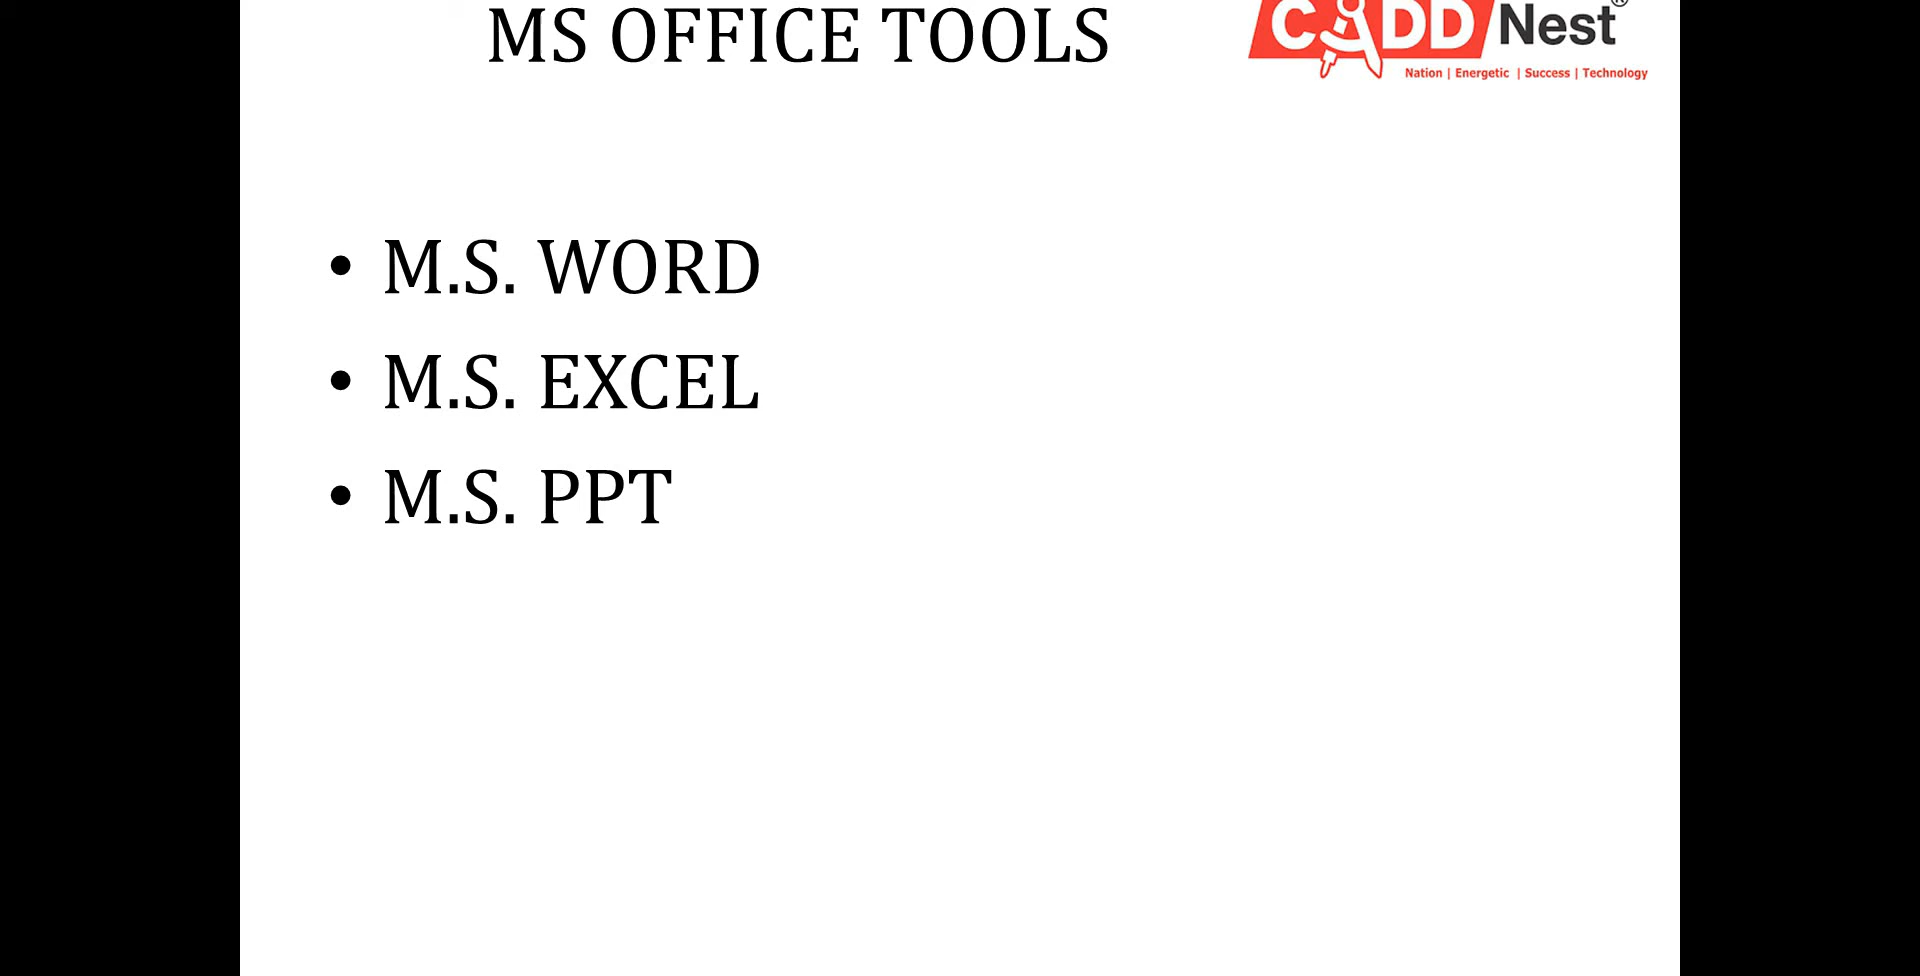 MS OFFICE TOOLS
CADD Nest®
Nation | Energetic | Success | Technology
• M.S. WORD
• M.S. EXCEL
• M.S. PPT